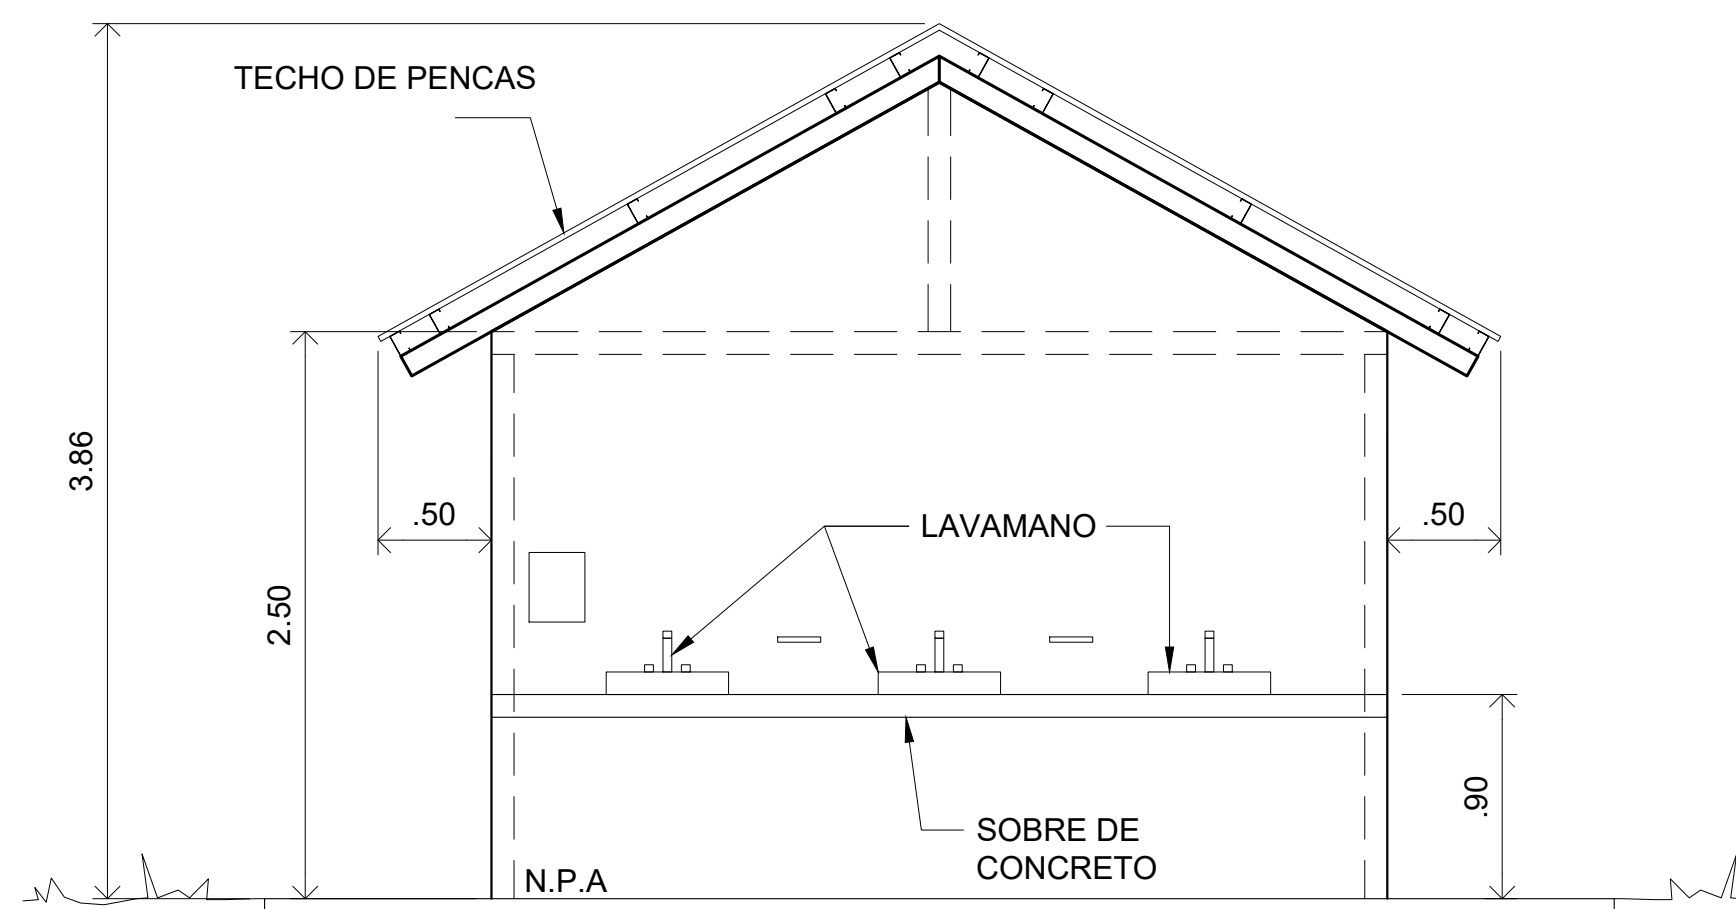 TECHO DE PENCAS
3.86
.50
LAVAMANO
.50
2.50
.90
SOBRE DE
CONCRETO
N.P.A